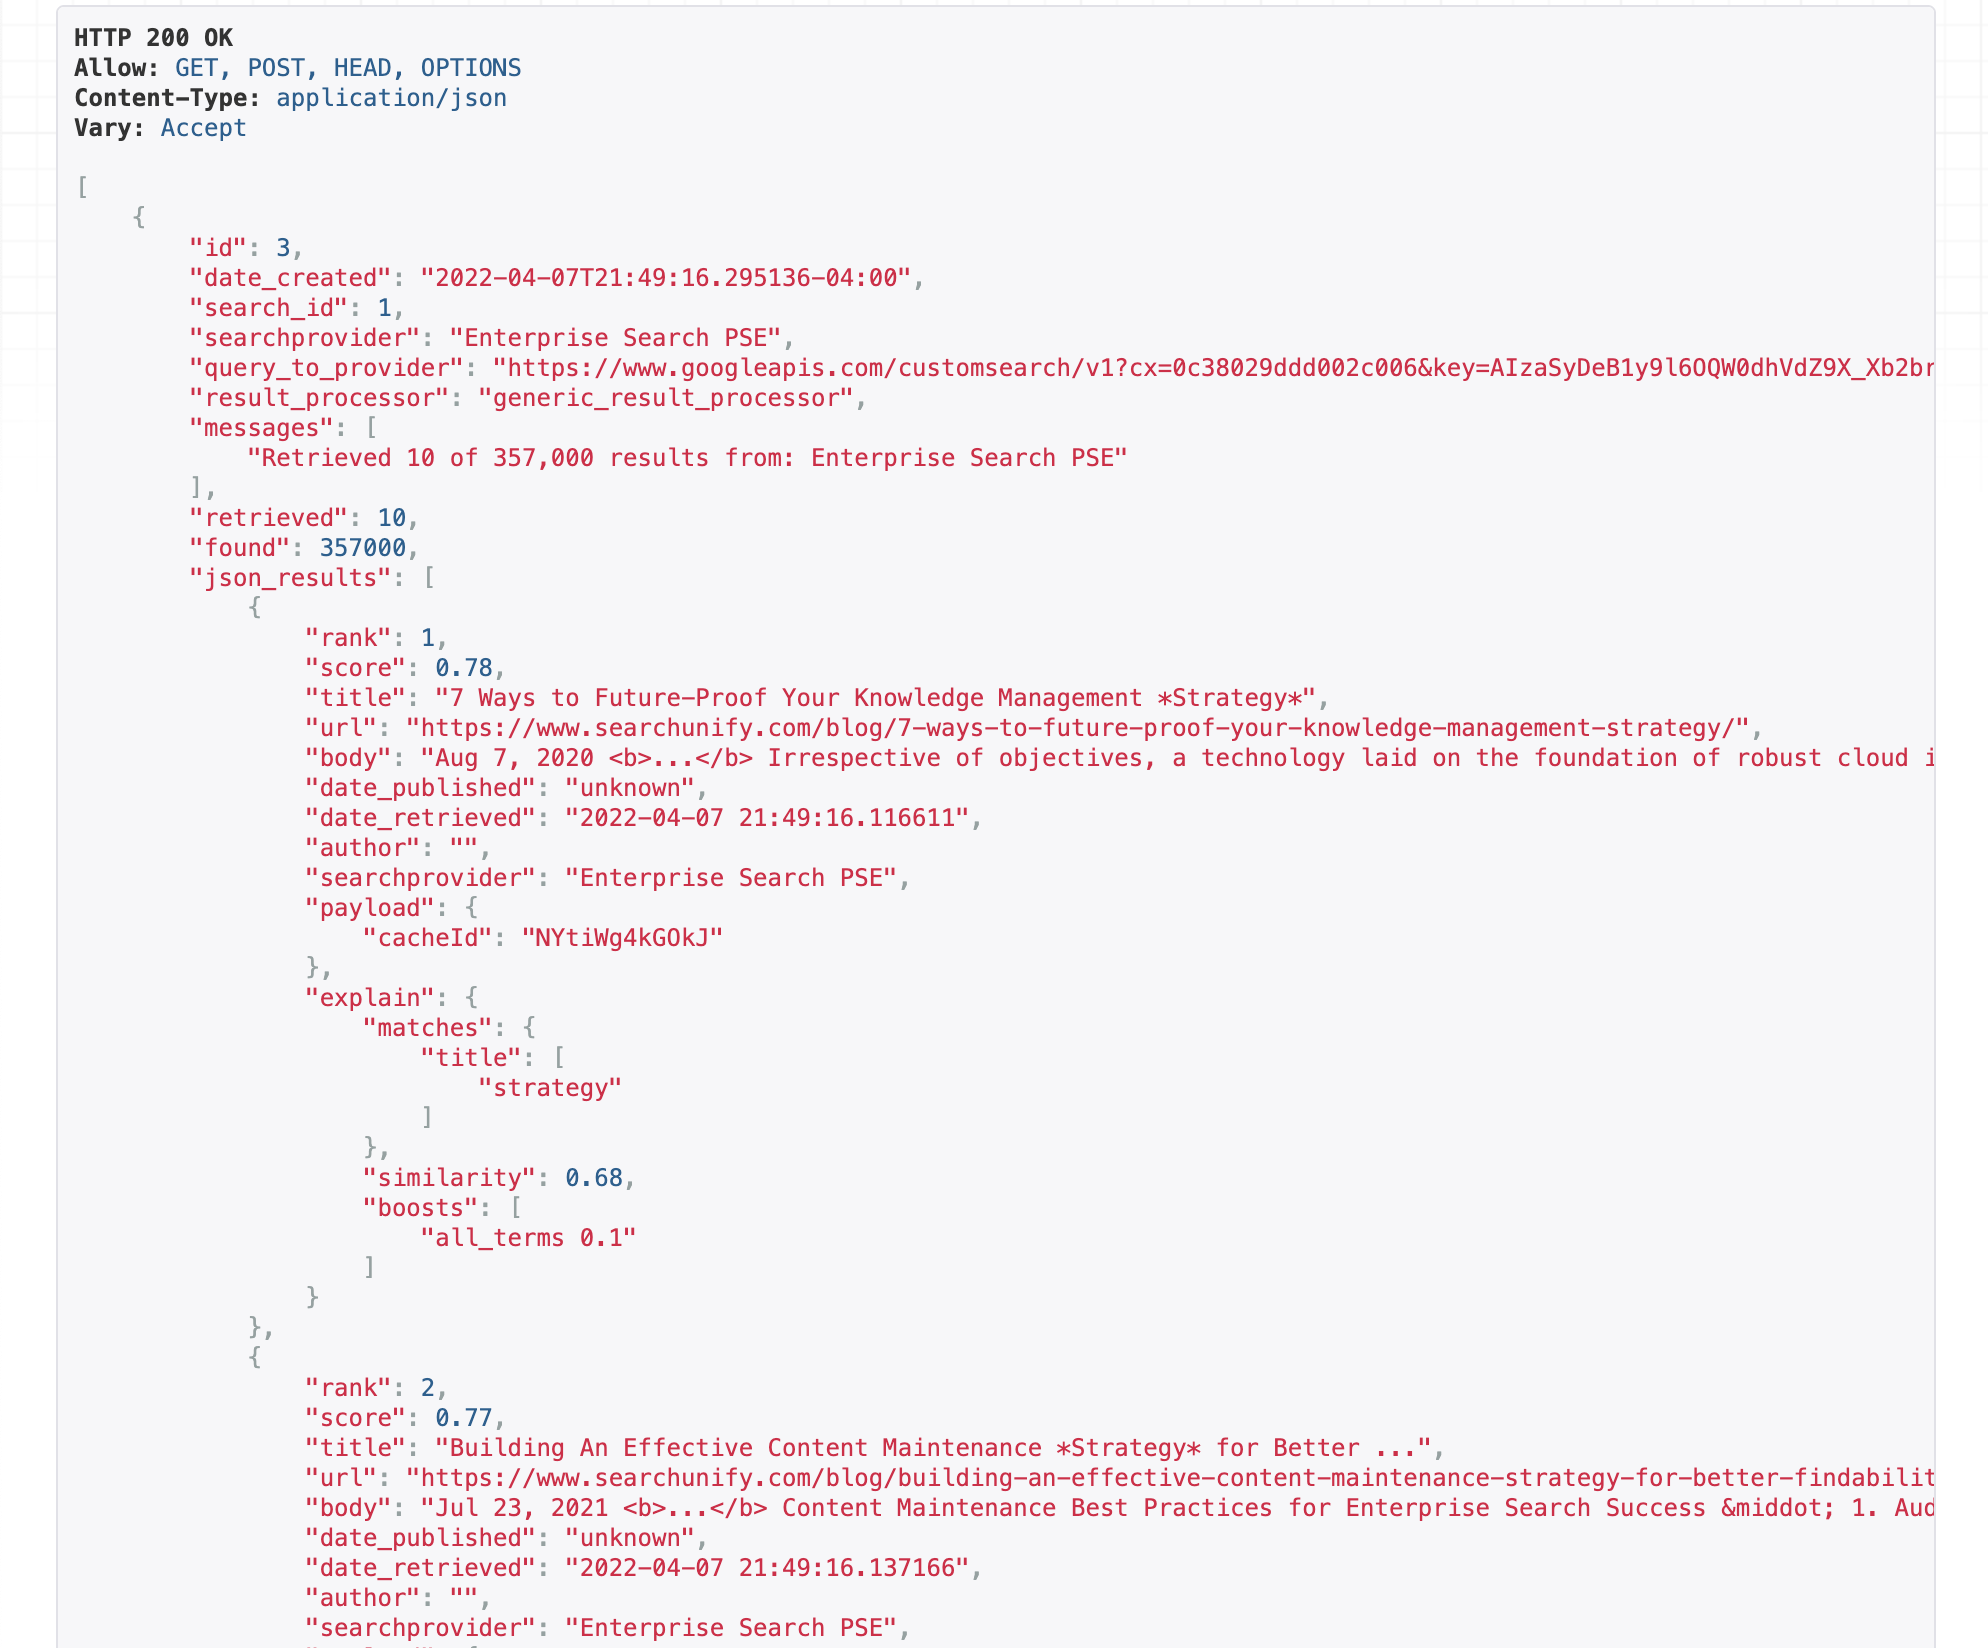 HTTP 200 OK
Allow: GET, POST, HEAD, OPTIONS
Content-Type: application/json
Vary: Accept
[
{
"id": 3,
"date_created": "2022-04-07T21:49:16.295136-04:00",
"search_id": 1,
"searchprovider": "Enterprise Search PSE",
"query_to_provider": "https://www.googleapis.com/customsearch/v1?cx=0c38029ddd002c006&key=AIzaSyDeB1y9l6OQW0dhVdZ9X_Xb2br
"result_processor": "generic_result_processor",
"messages": [
"Retrieved 10 of 357,000 results from: Enterprise Search PSE"
],
"retrieved": 10,
"found": 357000,
"json_results": [
{
"rank": 1,
"score": 0.78,
"title": "7 Ways to Future-Proof Your Knowledge Management *Strategy*",
"url": "https://www.searchunify.com/blog/7-ways-to-future-proof-your-knowledge-management-strategy/",
"body": "Aug 7, 2020 <b>...</b> Irrespective of objectives, a technology laid on the foundation of robust cloud i
"date_published": "unknown",
"date_retrieved": "2022-04-07 21:49:16.116611",
"author": "",
"searchprovider": "Enterprise Search PSE",
"payload": {
"cacheId": "NYtiWg4kGOkJ"
},
"explain": {
"matches": {
"title": [
"strategy"
]
},
"similarity": 0.68,
"boosts": [
"all_terms 0.1"
]
}
},
{
"rank": 2,
"score": 0.77,
"title": "Building An Effective Content Maintenance *Strategy* for Better ...",
"url": "https://www.searchunify.com/blog/building-an-effective-content-maintenance-strategy-for-better-findabilit
"body": "Jul 23, 2021 <b>...</b> Content Maintenance Best Practices for Enterprise Search Success &middot; 1. Aud
"date_published": "unknown",
"date_retrieved": "2022-04-07 21:49:16.137166",
"author": "",
"searchprovider": "Enterprise Search PSE",